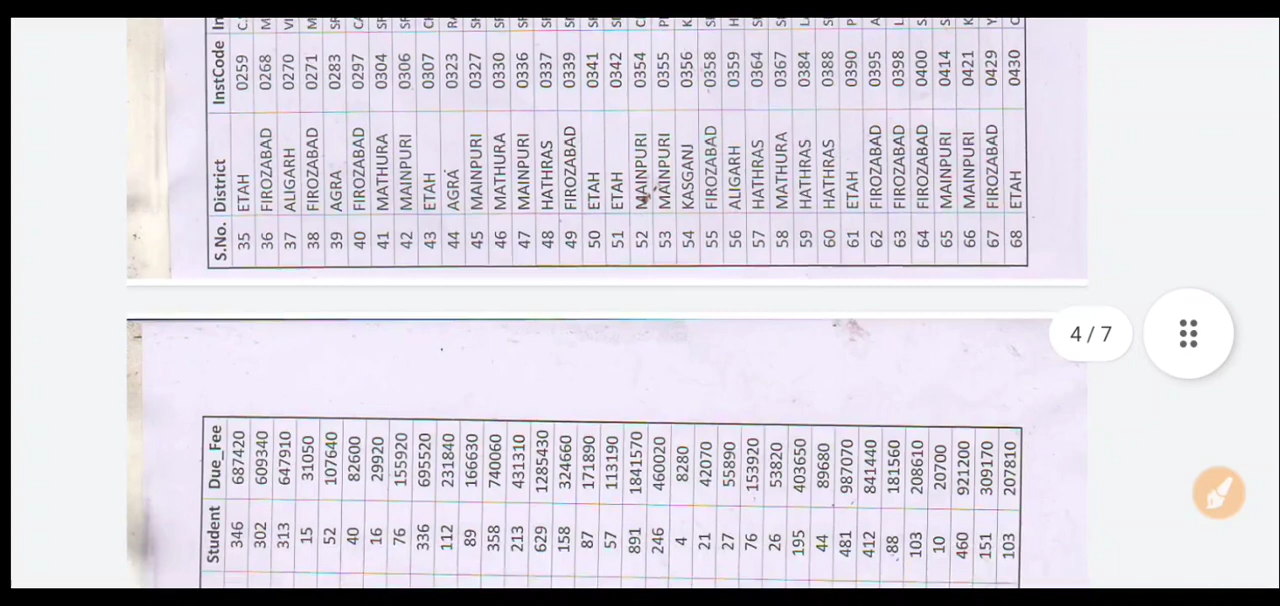 S.No. District InstCode
35 ETAH 0259
36 FIROZABAD 0268
37 ALIGARH 0270
38 FIROZABAD 0271
39 AGRA 0283
40 FIROZABAD 0297
41 MATHURA 0304
42 MAINPURI 0306
43 ETAH 0307
44 AGRA 0323
45 MAINPURI 0327
46 MATHURA 0330
47 MAINPURI 0336
48 HATHRAS 0337
49 FIROZABAD 0339
50 ETAH 0341
51 ETAH 0342
52 MAINPURI 0354
53 MAINPURI 0355
54 KASGANJ 0356
55 FIROZABAD 0358
56 ALIGARH 0359
57 HATHRAS 0364
58 MATHURA 0367
59 HATHRAS 0384
60 HATHRAS 0388
61 ETAH 0390
62 FIROZABAD 0395
63 FIROZABAD 0398
64 FIROZABAD 0400
65 MAINPURI 0414
66 MAINPURI 0421
67 FIROZABAD 0429
68 ETAH 0430
4 / 7
Student Due_Fee
346 687420
302 609340
313 647910
15 31050
52 107640
40 82600
16 29920
76 155920
336 695520
112 231840
89 166630
358 740060
213 431310
629 1285430
158 324660
87 171890
57 113190
891 1841570
246 460020
4 8280
21 42070
27 55890
76 153920
26 53820
195 403650
44 89680
481 987070
412 841440
88 181560
103 208610
10 20700
460 921200
151 309170
103 207810